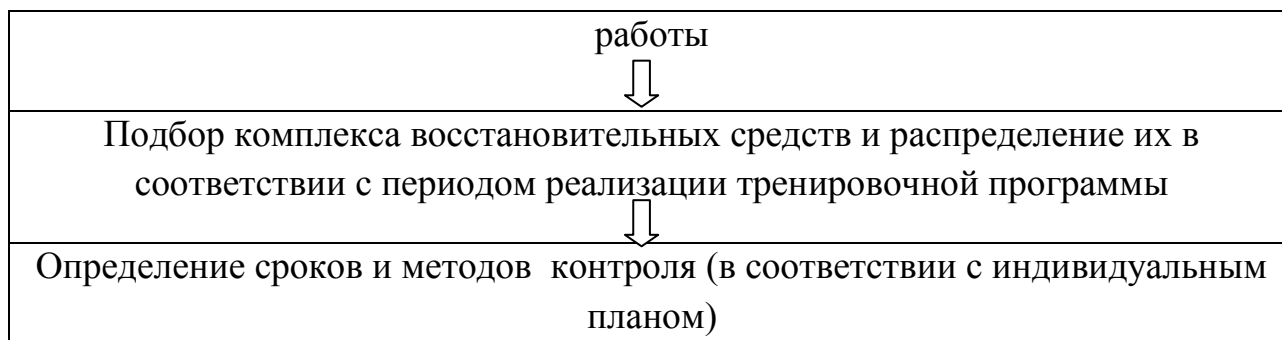 работы
Подбор комплекса восстановительных средств и распределение их в
соответствии с периодом реализации тренировочной программы
Определение сроков и методов контроля (в соответствии с индивидуальным
планом)